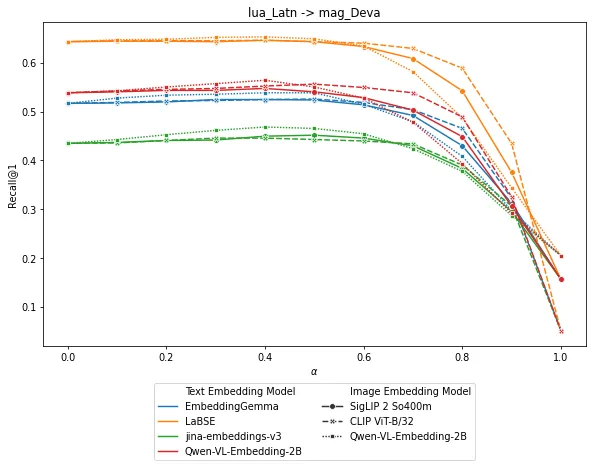 lua_Latn -> mag_Deva
Recall@1
0.6
0.5
0.4
0.3
0.2
0.1
0.0 0.2 0.4 0.6 0.8 1.0
α
Text Embedding Model
EmbeddingGemma
LaBSE
jina-embeddings-v3
Qwen-VL-Embedding-2B
Image Embedding Model
SigLIP 2 So400m
CLIP ViT-B/32
Qwen-VL-Embedding-2B